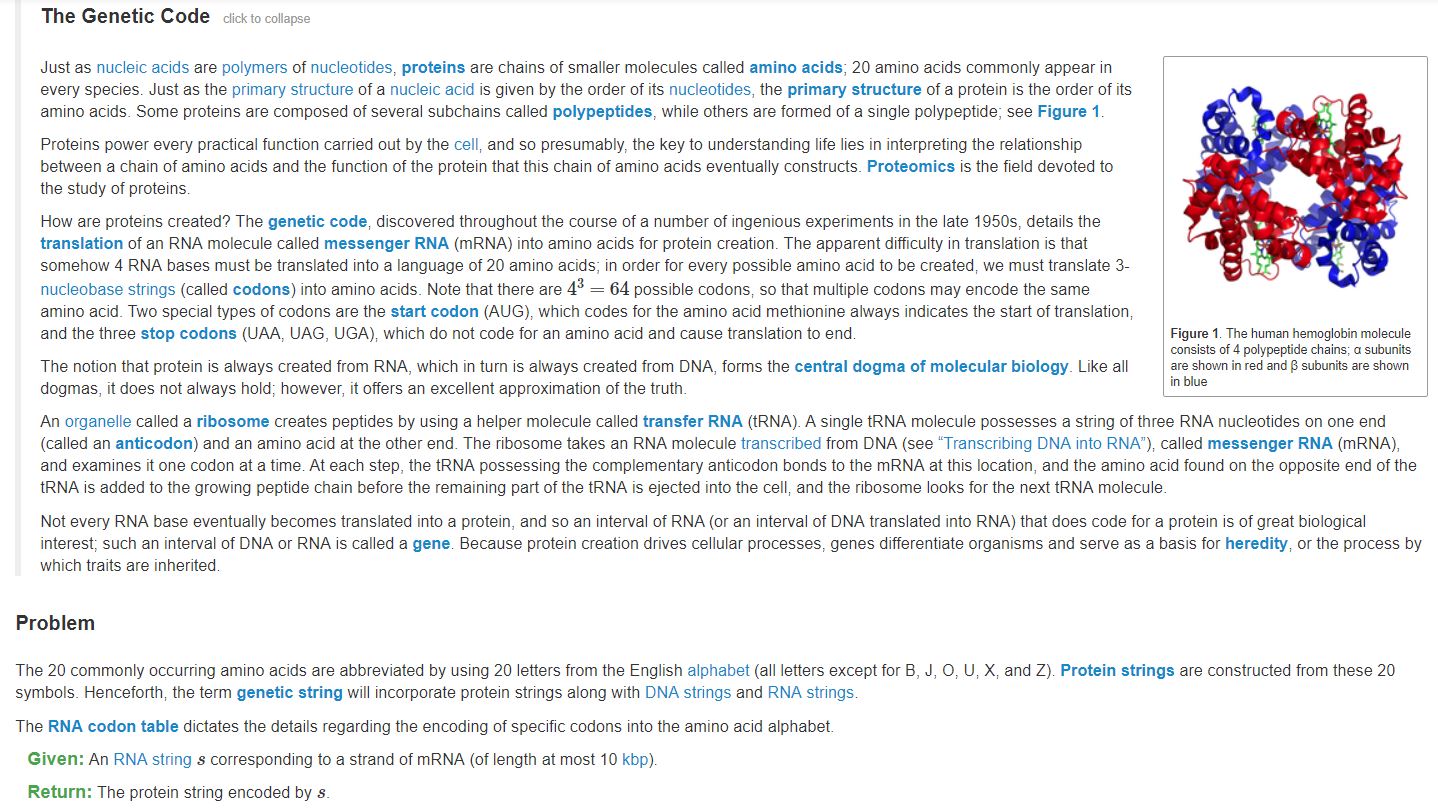 The Genetic Code click to collapse
Just as nucleic acids are polymers of nucleotides, proteins are chains of smaller molecules called amino acids; 20 amino acids commonly appear in
every species. Just as the primary structure of a nucleic acid is given by the order of its nucleotides, the primary structure of a protein is the order of its
amino acids. Some proteins are composed of several subchains called polypeptides, while others are formed of a single polypeptide; see Figure 1.
Proteins power every practical function carried out by the cell, and so presumably, the key to understanding life lies in interpreting the relationship
between a chain of amino acids and the function of the protein that this chain of amino acids eventually constructs. Proteomics is the field devoted to
the study of proteins.
How are proteins created? The genetic code, discovered throughout the course of a number of ingenious experiments in the late 1950s, details the
translation of an RNA molecule called messenger RNA (mRNA) into amino acids for protein creation. The apparent difficulty in translation is that
somehow 4 RNA bases must be translated into a language of 20 amino acids; in order for every possible amino acid to be created, we must translate 3-
nucleobase strings (called codons) into amino acids. Note that there are 4³ = 64 possible codons, so that multiple codons may encode the same
amino acid. Two special types of codons are the start codon (AUG), which codes for the amino acid methionine always indicates the start of translation,
and the three stop codons (UAA, UAG, UGA), which do not code for an amino acid and cause translation to end.
The notion that protein is always created from RNA, which in turn is always created from DNA, forms the central dogma of molecular biology. Like all
dogmas, it does not always hold; however, it offers an excellent approximation of the truth.
Figure 1. The human hemoglobin molecule
consists of 4 polypeptide chains; α subunits
are shown in red and β subunits are shown
in blue
An organelle called a ribosome creates peptides by using a helper molecule called transfer RNA (tRNA). A single tRNA molecule possesses a string of three RNA nucleotides on one end
(called an anticodon) and an amino acid at the other end. The ribosome takes an RNA molecule transcribed from DNA (see “Transcribing DNA into RNA”), called messenger RNA (mRNA),
and examines it one codon at a time. At each step, the tRNA possessing the complementary anticodon bonds to the mRNA at this location, and the amino acid found on the opposite end of the
tRNA is added to the growing peptide chain before the remaining part of the tRNA is ejected into the cell, and the ribosome looks for the next tRNA molecule.
Not every RNA base eventually becomes translated into a protein, and so an interval of RNA (or an interval of DNA translated into RNA) that does code for a protein is of great biological
interest; such an interval of DNA or RNA is called a gene. Because protein creation drives cellular processes, genes differentiate organisms and serve as a basis for heredity, or the process by
which traits are inherited.
Problem
The 20 commonly occurring amino acids are abbreviated by using 20 letters from the English alphabet (all letters except for B, J, O, U, X, and Z). Protein strings are constructed from these 20
symbols. Henceforth, the term genetic string will incorporate protein strings along with DNA strings and RNA strings.
The RNA codon table dictates the details regarding the encoding of specific codons into the amino acid alphabet.
Given: An RNA string s corresponding to a strand of mRNA (of length at most 10 kbp).
Return: The protein string encoded by s.